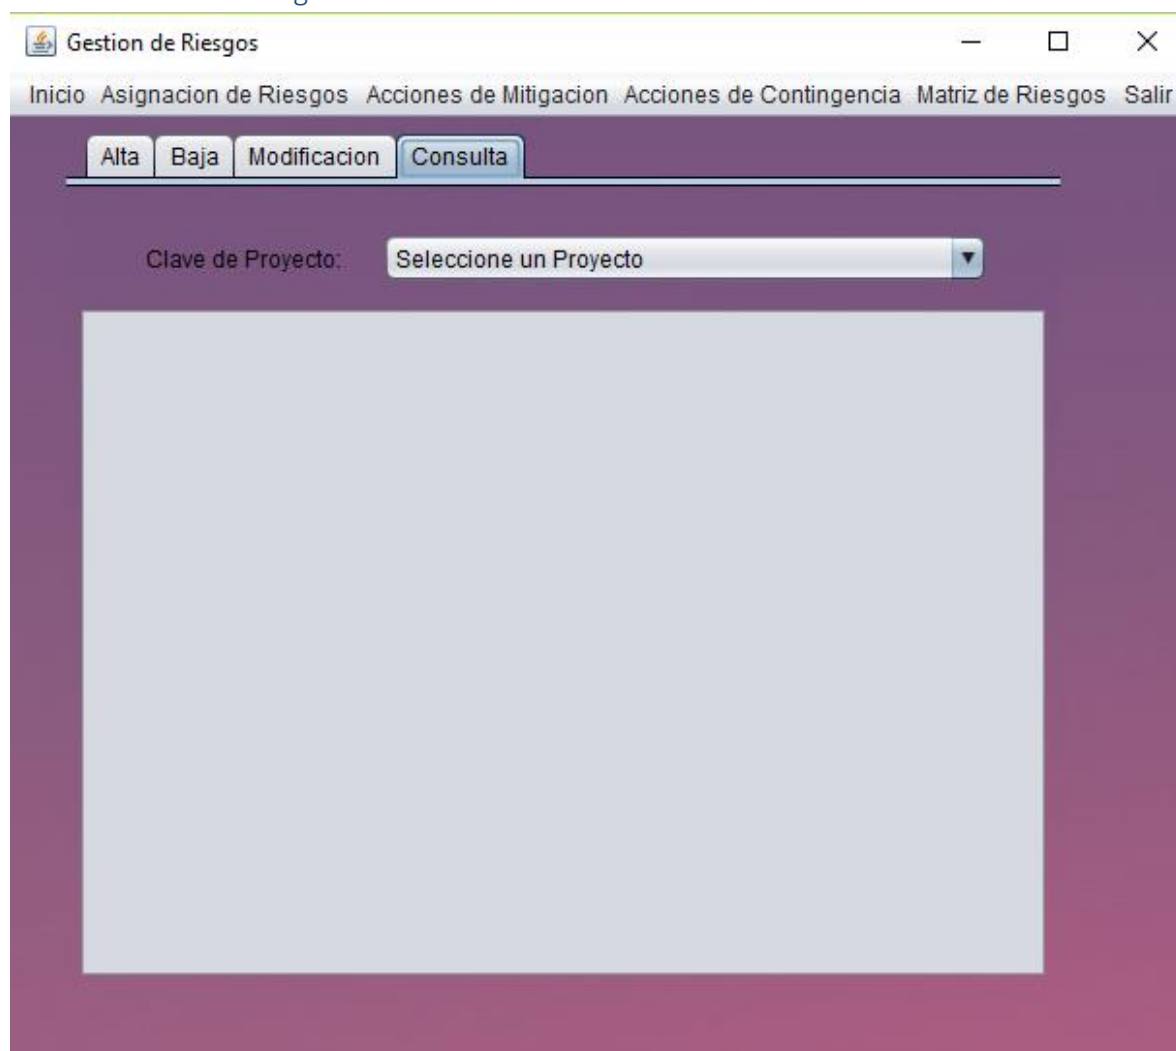 Gestion de Riesgos
Inicio Asignacion de Riesgos Acciones de Mitigacion Acciones de Contingencia Matriz de Riesgos Salir
Alta Baja Modificacion Consulta
Clave de Proyecto: Seleccione un Proyecto